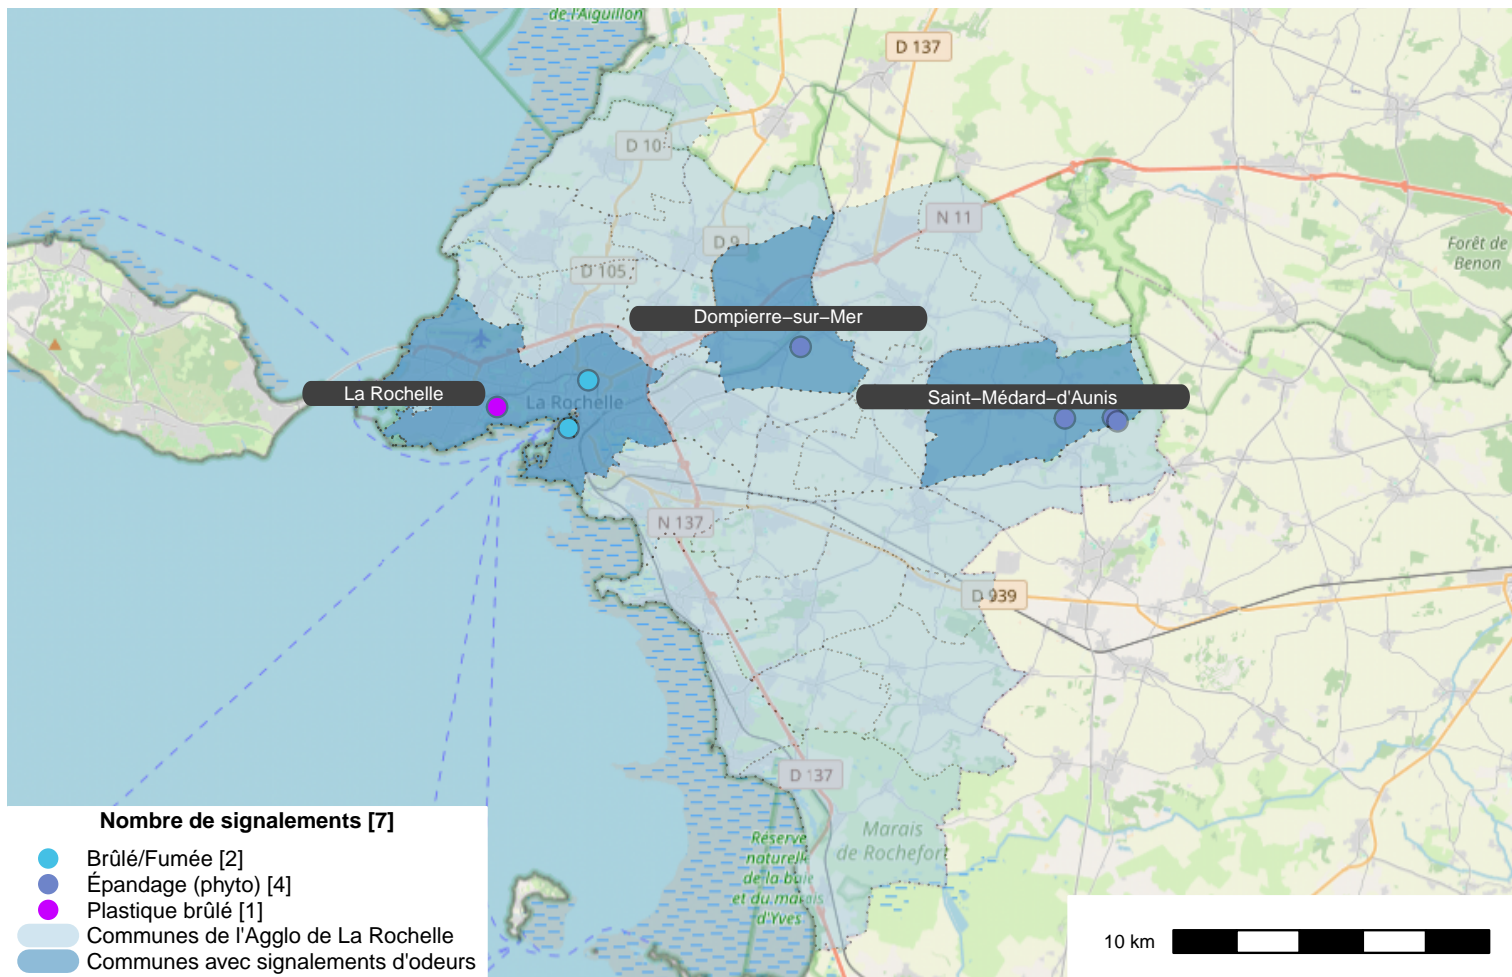 de l'Aiguillon
D 137
D 10
N 11
D 9
Forêt de
Benon
D 105
Dompierre−sur−Mer
La Rochelle
La Rochelle
Saint−Médard−d'Aunis
N 137
D 939
D 137
Marais
de Rochefort
Réserve
naturelle
de la baie
et du marais
d'Yves
Nombre de signalements [7]
Brûlé/Fumée [2]
Épandage (phyto) [4]
Plastique brûlé [1]
Communes de l'Agglo de La Rochelle
Communes avec signalements d'odeurs
10 km